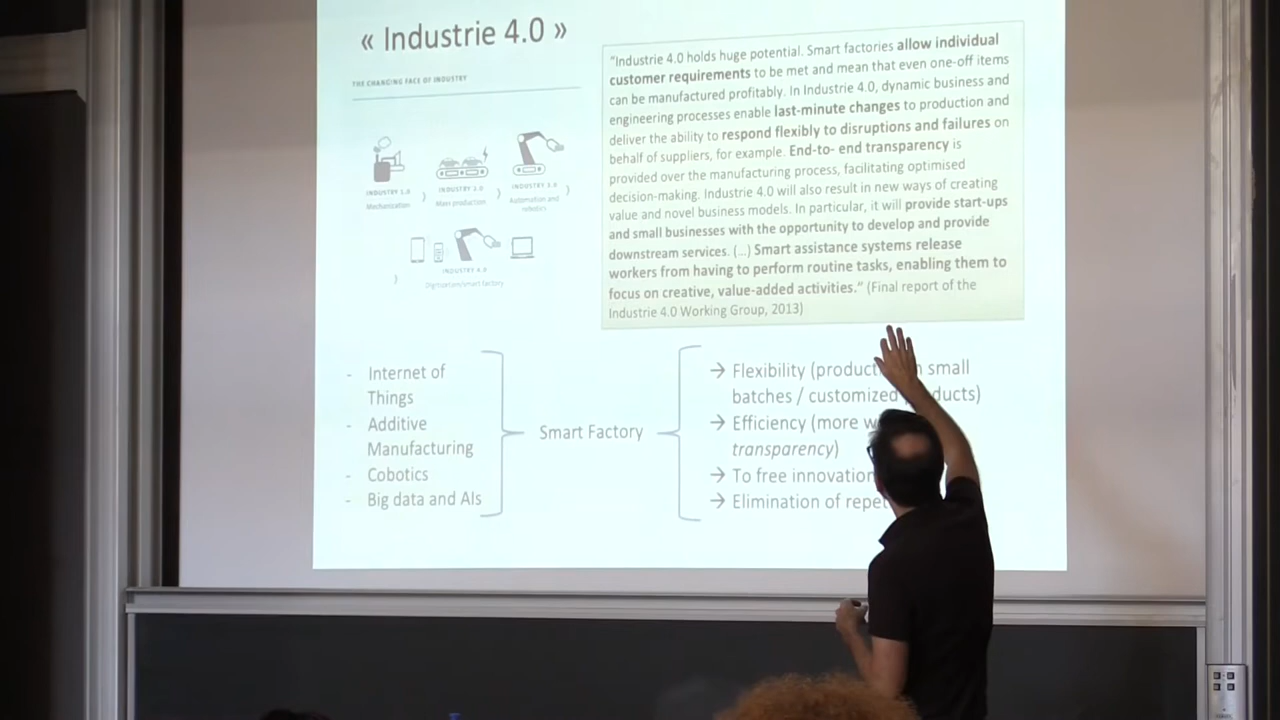 « Industrie 4.0 »
THE CHANGING FACE OF INDUSTRY
INDUSTRY 1.0
Mechanization
INDUSTRY 2.0
Mass production
INDUSTRY 3.0
Automation and
robotics
INDUSTRY 4.0
Digitization/smart factory
"Industrie 4.0 holds huge potential. Smart factories allow individual
customer requirements to be met and mean that even one-off items
can be manufactured profitably. In Industrie 4.0, dynamic business and
engineering processes enable last-minute changes to production and
deliver the ability to respond flexibly to disruptions and failures on
behalf of suppliers, for example. End-to- end transparency is
provided over the manufacturing process, facilitating optimised
decision-making. Industrie 4.0 will also result in new ways of creating
value and novel business models. In particular, it will provide start-ups
and small businesses with the opportunity to develop and provide
downstream services. (...) Smart assistance systems release
workers from having to perform routine tasks, enabling them to
focus on creative, value-added activities." (Final report of the
Industrie 4.0 Working Group, 2013)
- Internet of
Things
- Additive
Manufacturing
- Cobotics
- Big data and AIs
Smart Factory
→ Flexibility (product small
batches / customized
→ Efficiency (more
transparency)
→ To free innovation
→ Elimination of